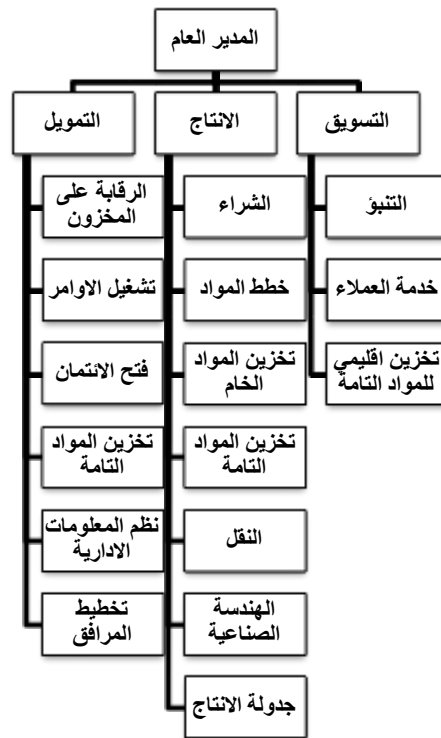 المدير العام
التسويق
التنبؤ
خدمة العملاء
تخزين اقليمي
للمواد التامة
الانتاج
الشراء
خطط المواد
تخزين المواد
الخام
تخزين المواد
التامة
النقل
الهندسة
الصناعية
جدولة الانتاج
التمويل
الرقابة على
المخزون
تشغيل الاوامر
فتح الائتمان
تخزين المواد
التامة
نظم المعلومات
الادارية
تخطيط
المرافق